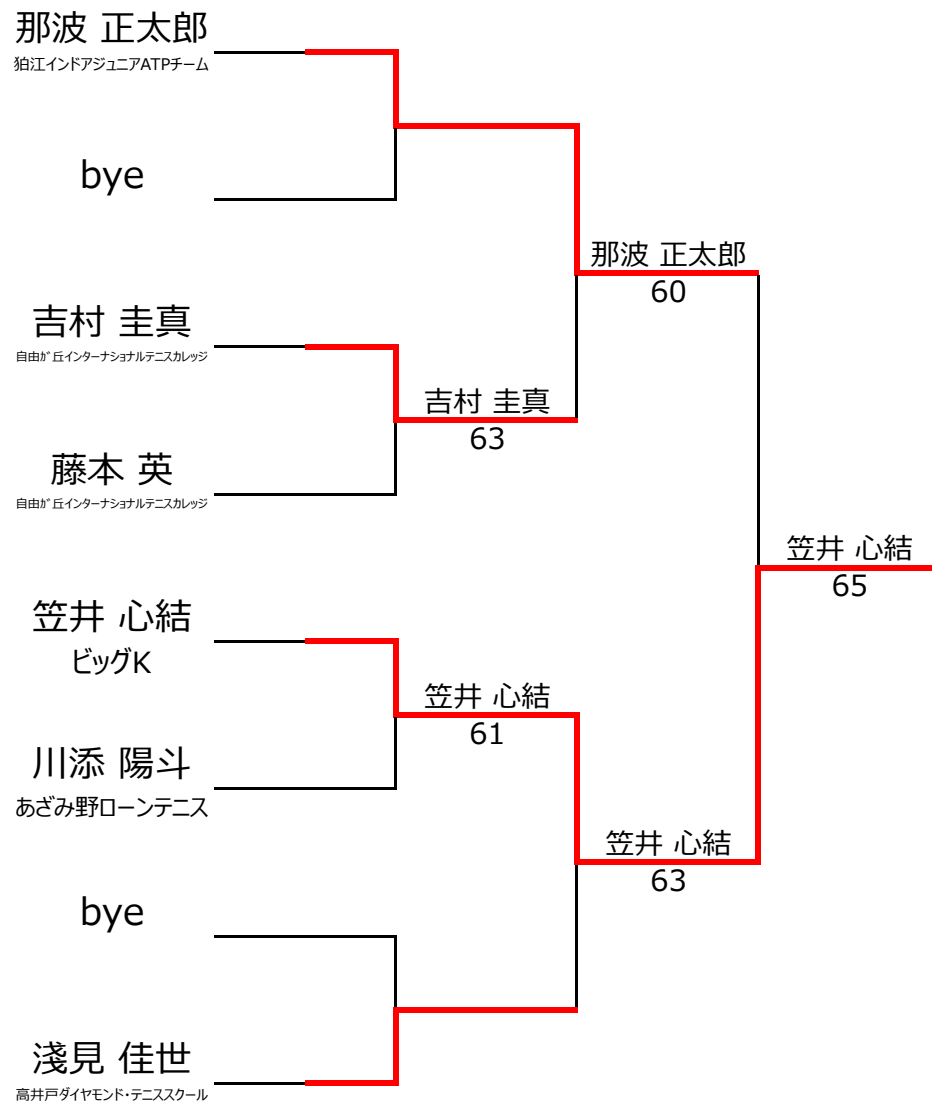 那波 正太郎
狛江インドアジュニアATPチーム
bye
那波 正太郎
60
吉村 圭真
自由が丘インターナショナルテニスカレッジ
吉村 圭真
63
藤本 英
自由が丘インターナショナルテニスカレッジ
笠井 心結
65
笠井 心結
ビッグK
笠井 心結
61
川添 陽斗
あざみ野ローンテニス
笠井 心結
63
bye
淺見 佳世
高井戸ダイヤモンド・テニススクール